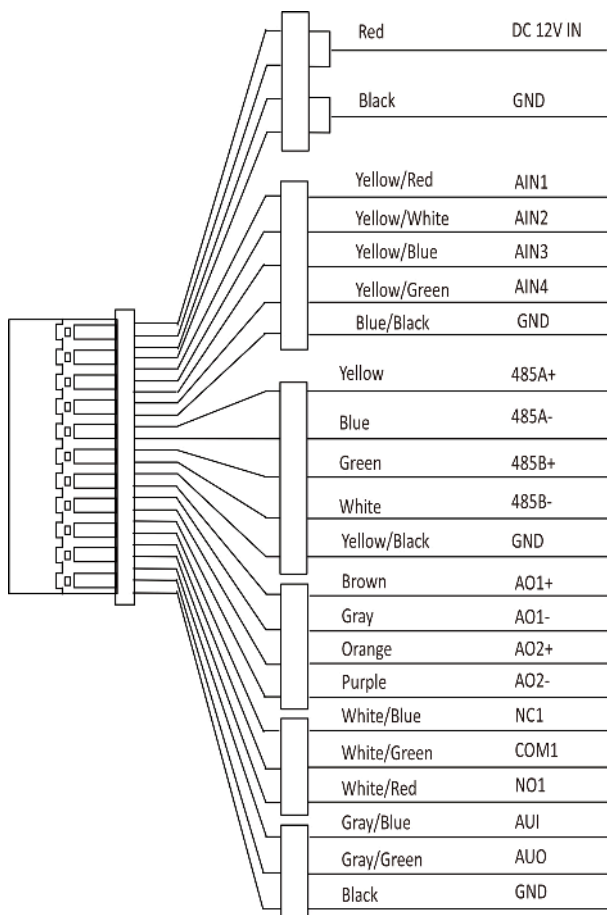 Red DC 12V IN
Black GND
Yellow/Red AIN1
Yellow/White AIN2
Yellow/Blue AIN3
Yellow/Green AIN4
Blue/Black GND
Yellow 485A+
Blue 485A-
Green 485B+
White 485B-
Yellow/Black GND
Brown AO1+
Gray AO1-
Orange AO2+
Purple AO2-
White/Blue NC1
White/Green COM1
White/Red NO1
Gray/Blue AUI
Gray/Green AUO
Black GND